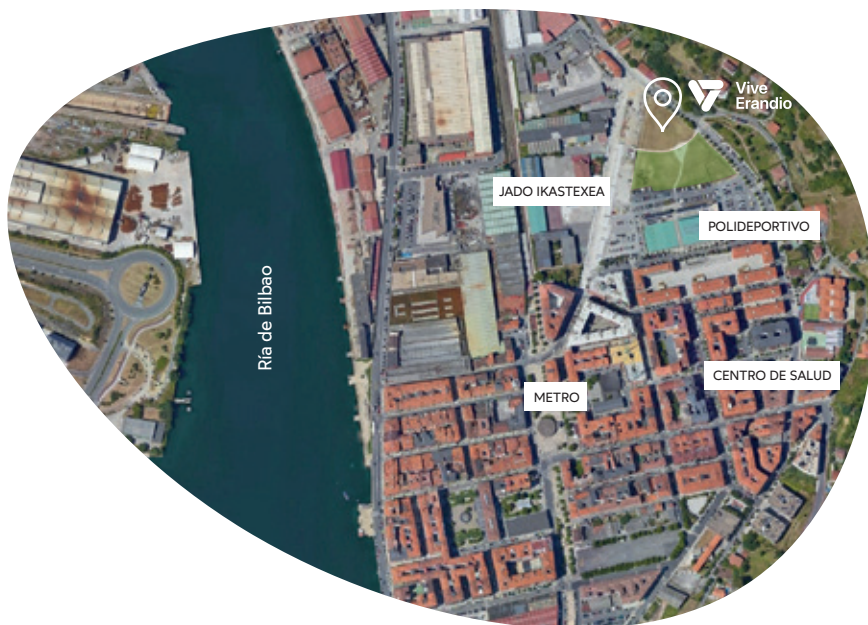 Vive
Erandio
JADO IKASTEXEA
POLIDEPORTIVO
Ría de Bilbao
CENTRO DE SALUD
METRO